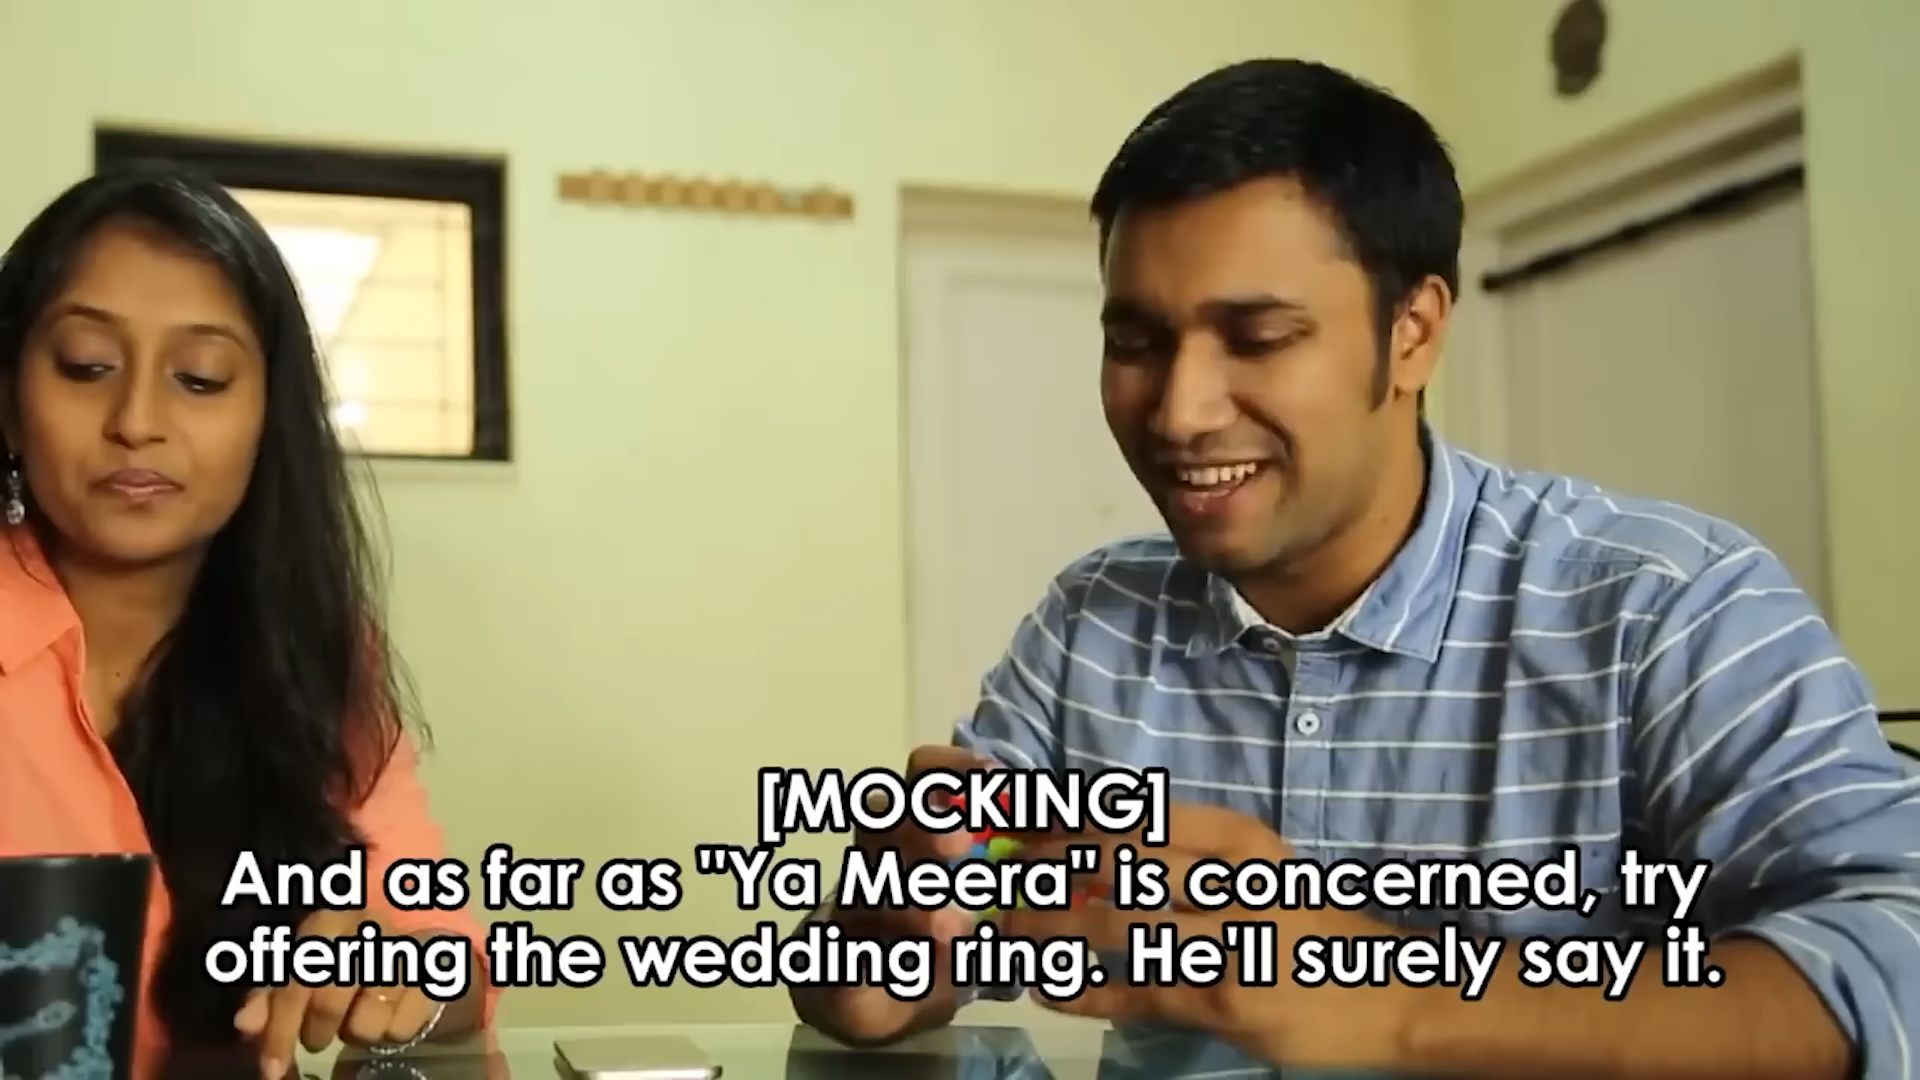 [MOCKING]
And as far as "Ya Meera" is concerned, try
offering the wedding ring. He'll surely say it.